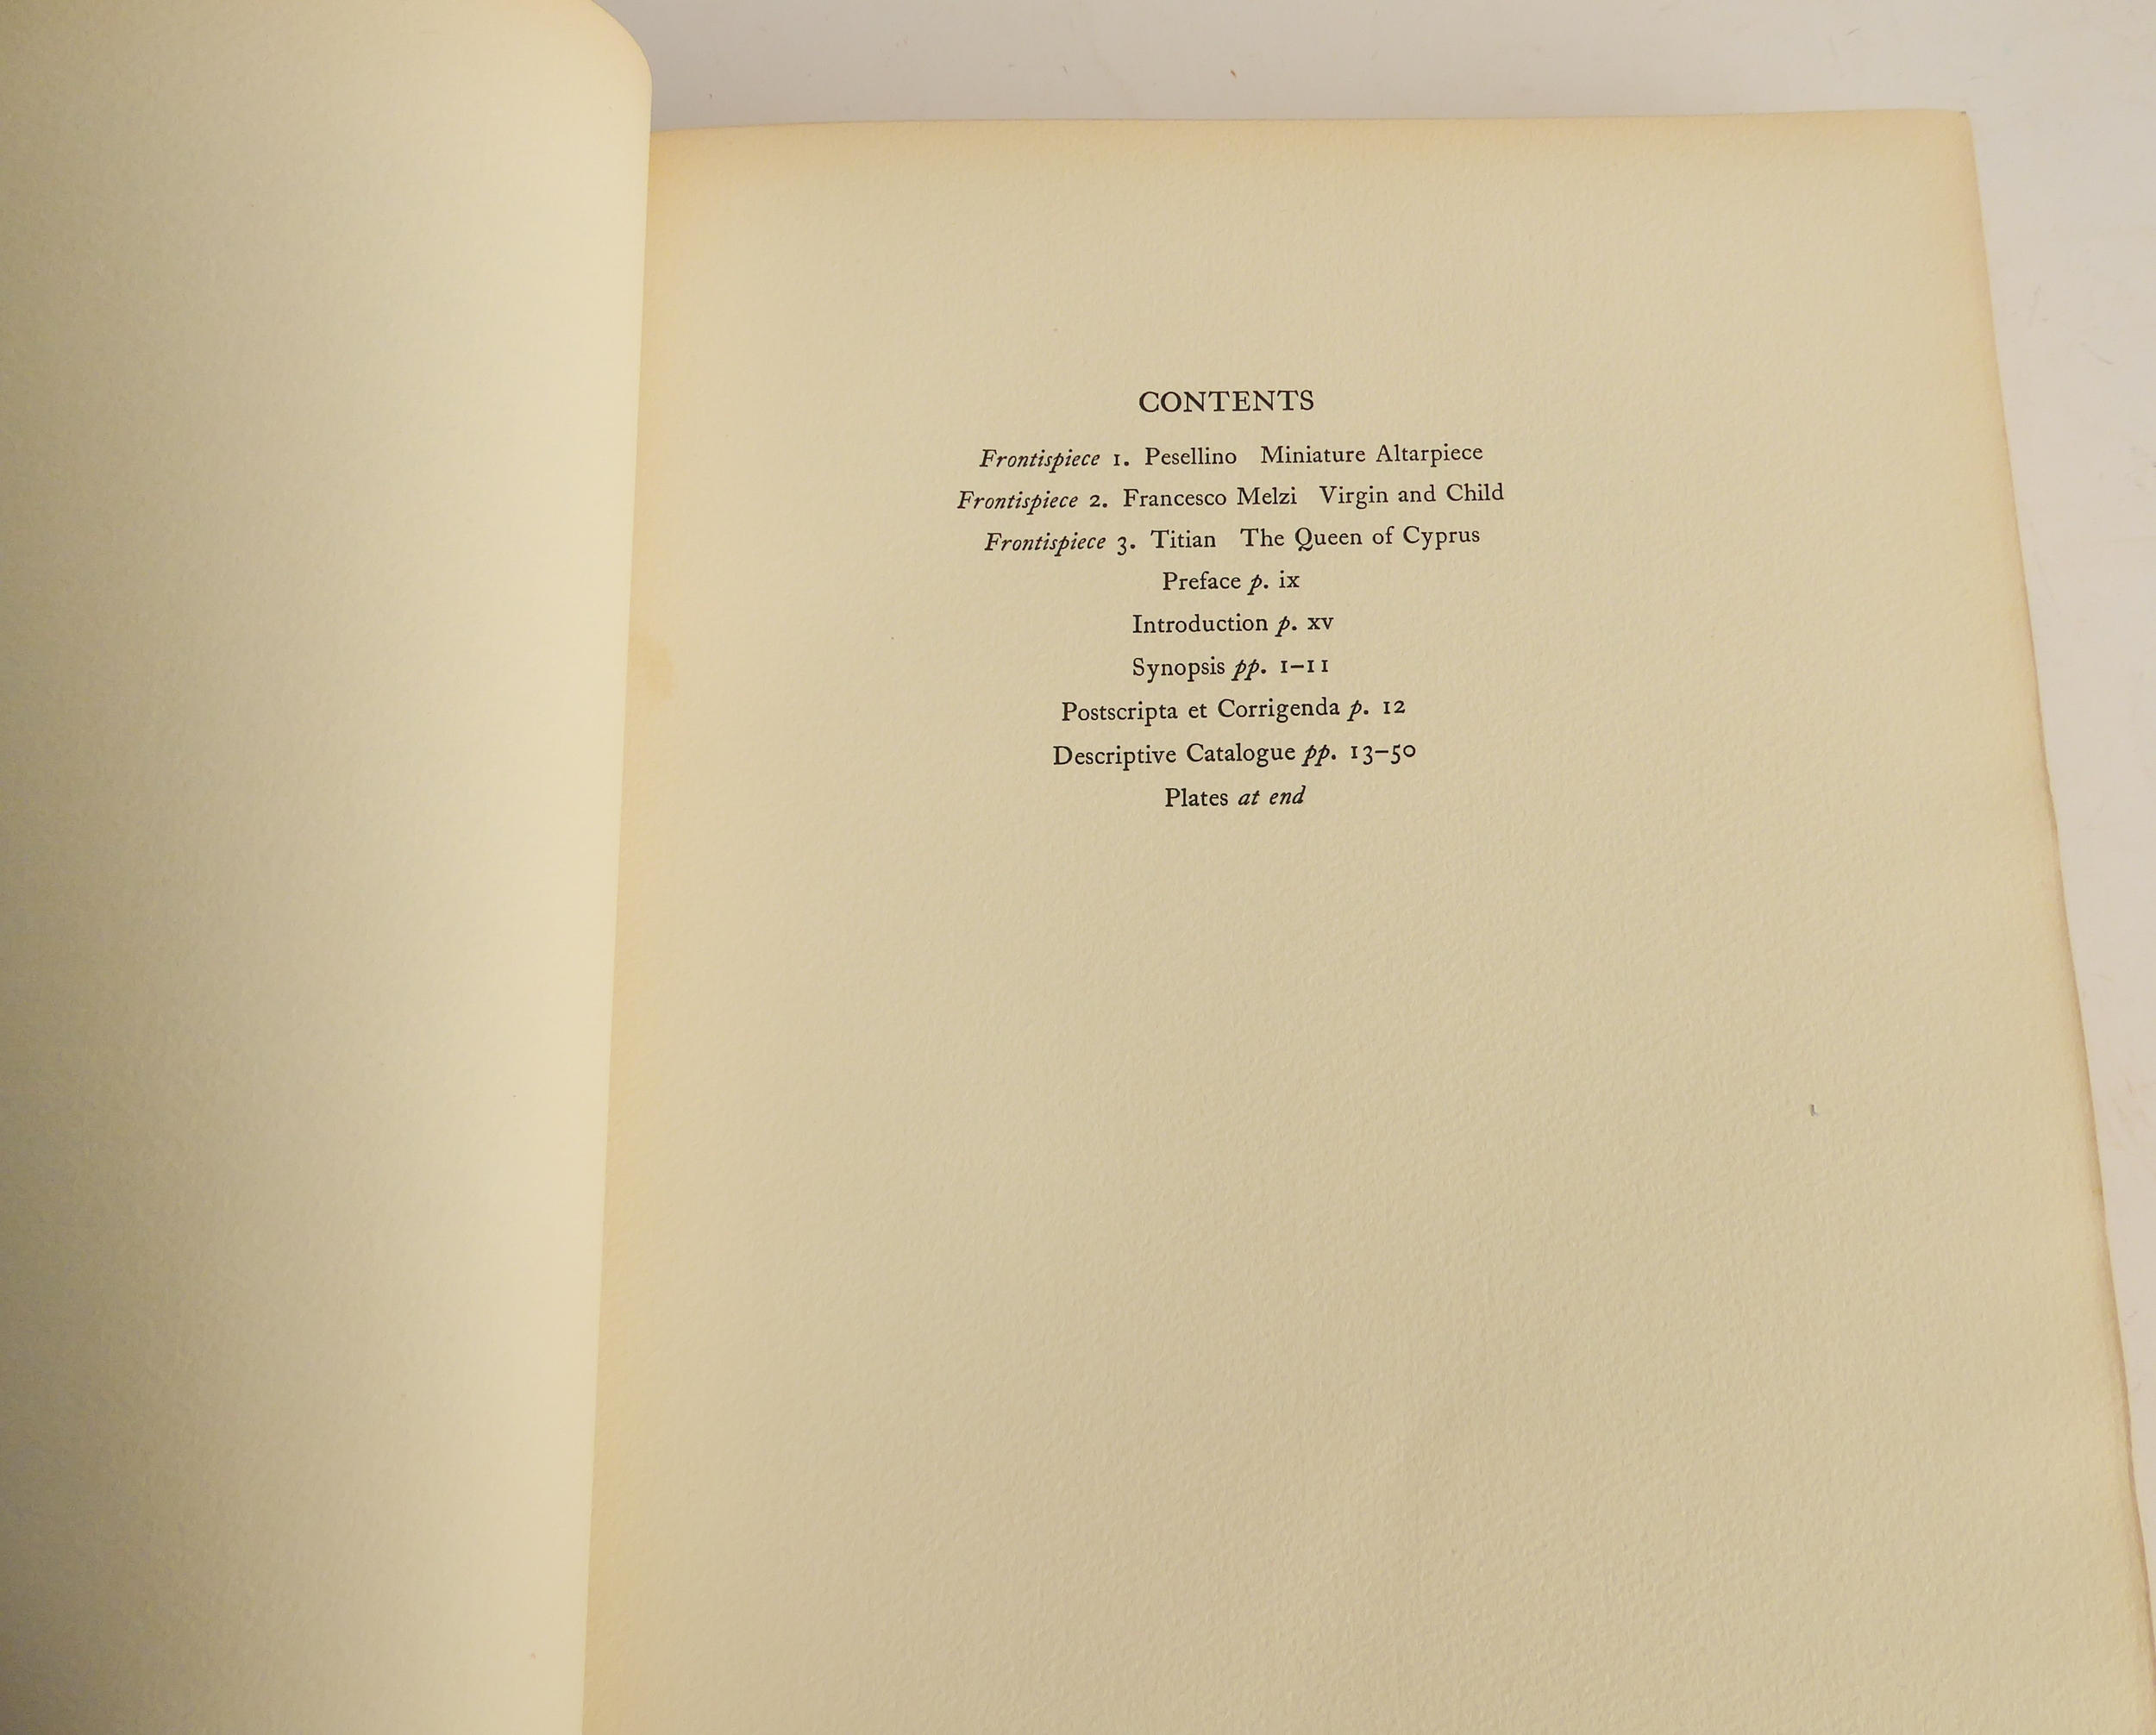 CONTENTS
Frontispiece 1. Pesellino Miniature Altarpiece
Frontispiece 2. Francesco Melzi Virgin and Child
Frontispiece 3. Titian The Queen of Cyprus
Preface p. ix
Introduction p. xv
Synopsis pp. 1–11
Postscripta et Corrigenda p. 12
Descriptive Catalogue pp. 13–50
Plates at end